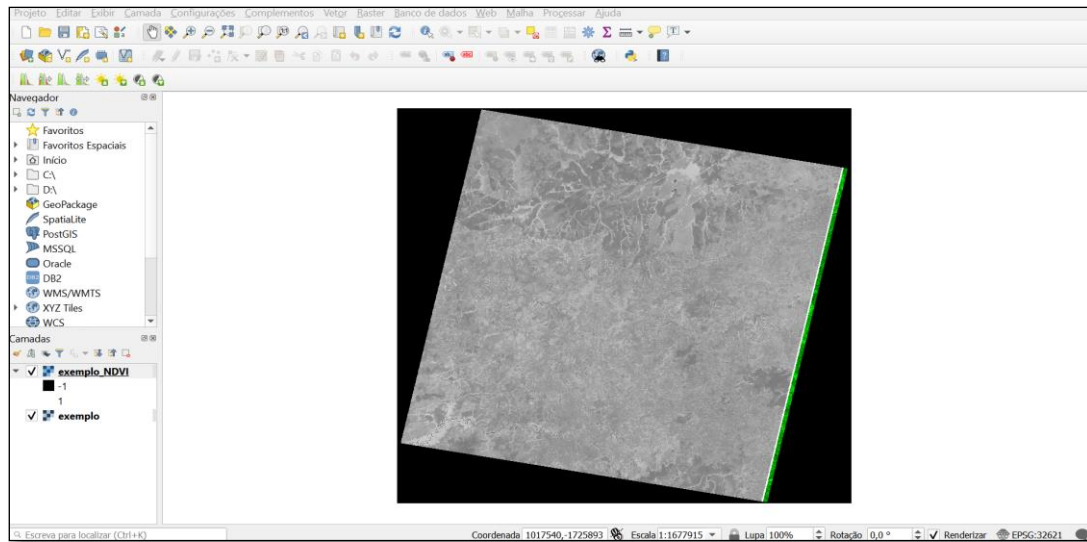 Projeto Editar Exibir Camada Configurações Complementos Vetor Raster Banco de dados Web Malha Processar Ajuda
Navegador
Favoritos
Favoritos Espaciais
Início
C:\
D:\
GeoPackage
SpatiaLite
PostGIS
MSSQL
Oracle
DB2
WMS/WMTS
XYZ Tiles
WCS
Camadas
exemplo_NDVI
-1
1
exemplo
Escreva para localizar (Ctrl+K)
Coordenada 1017540,-1725893 Escala 1:1677915 Lupa 100% Rotação 0,0 ° Renderizar EPSG:32621